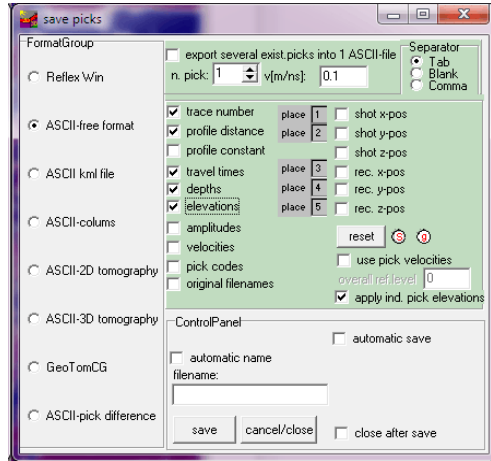 save picks
FormatGroup
Reflex Win
ASCII-free format
ASCII kml file
ASCII-colums
ASCII-2D tomography
ASCII-3D tomography
GeoTomCG
ASCII-pick difference
export several exist.picks into 1 ASCII-file
n. pick: 1 v[m/ns]: 0.1
Separator
Tab
Blank
Comma
trace number place 1 shot x-pos
profile distance place 2 shot y-pos
profile constant shot z-pos
travel times place 3 rec. x-pos
depths place 4 rec. y-pos
elevations place 5 rec. z-pos
amplitudes
velocities
pick codes
original filenames
reset S g
use pick velocities
overall ref.level 0
apply ind. pick elevations
ControlPanel
automatic save
automatic name
filename:
save cancel/close close after save